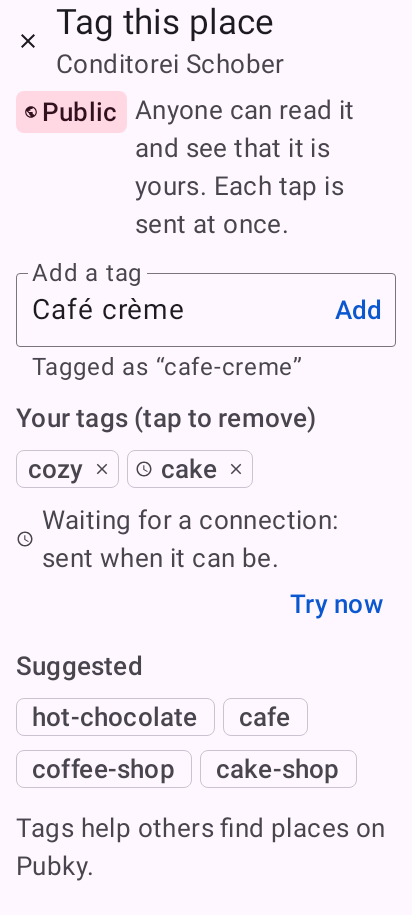 Tag this place
Conditorei Schober
Public
Anyone can read it
and see that it is
yours. Each tap is
sent at once.
Add a tag
Café crème
Add
Tagged as “cafe-creme”
Your tags (tap to remove)
cozy
cake
Waiting for a connection:
sent when it can be.
Try now
Suggested
hot-chocolate
cafe
coffee-shop
cake-shop
Tags help others find places on
Pubky.